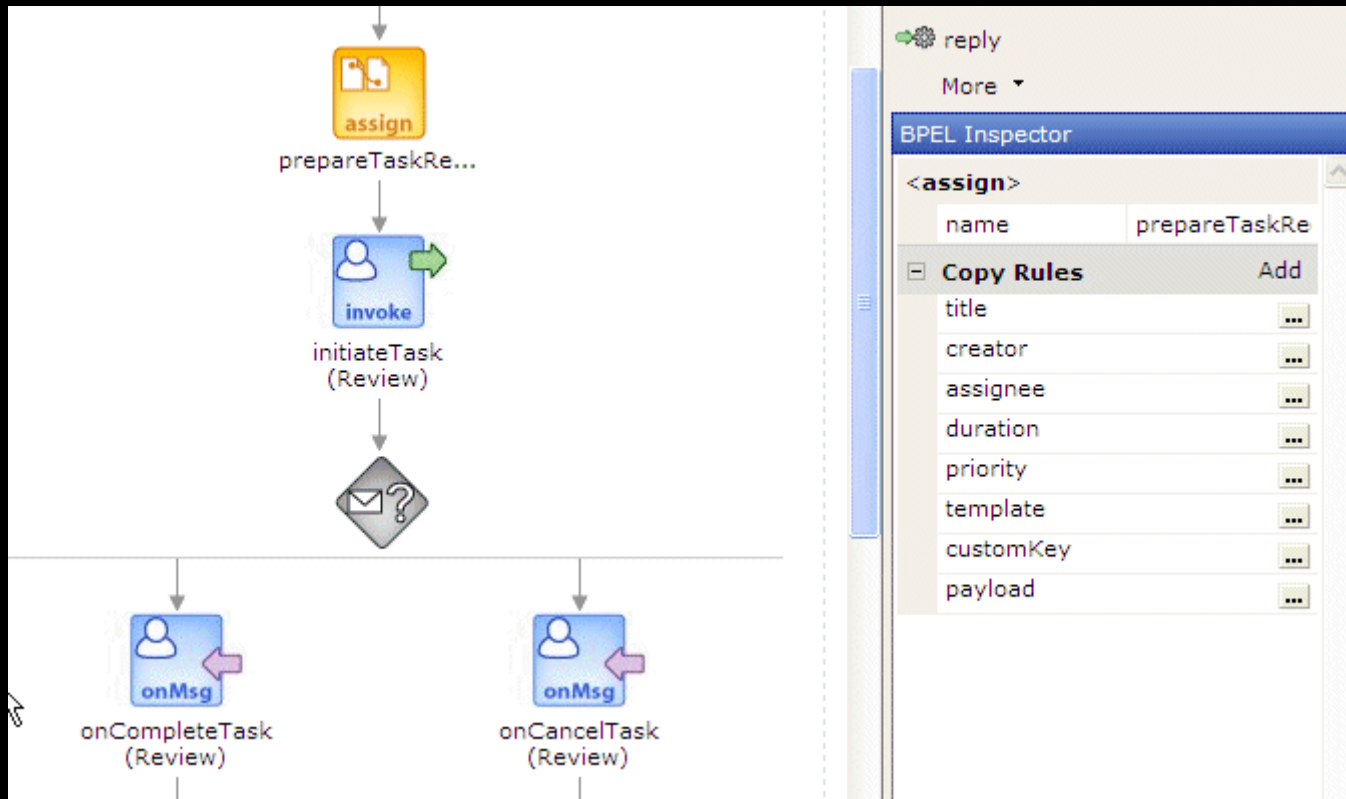 assign
prepareTaskRe...
invoke
initiateTask
(Review)
?
onMsg
onCompleteTask
(Review)
onMsg
onCancelTask
(Review)
reply
More
BPEL Inspector
<assign>
name prepareTaskRe
Copy Rules Add
title ...
creator ...
assignee ...
duration ...
priority ...
template ...
customKey ...
payload ...